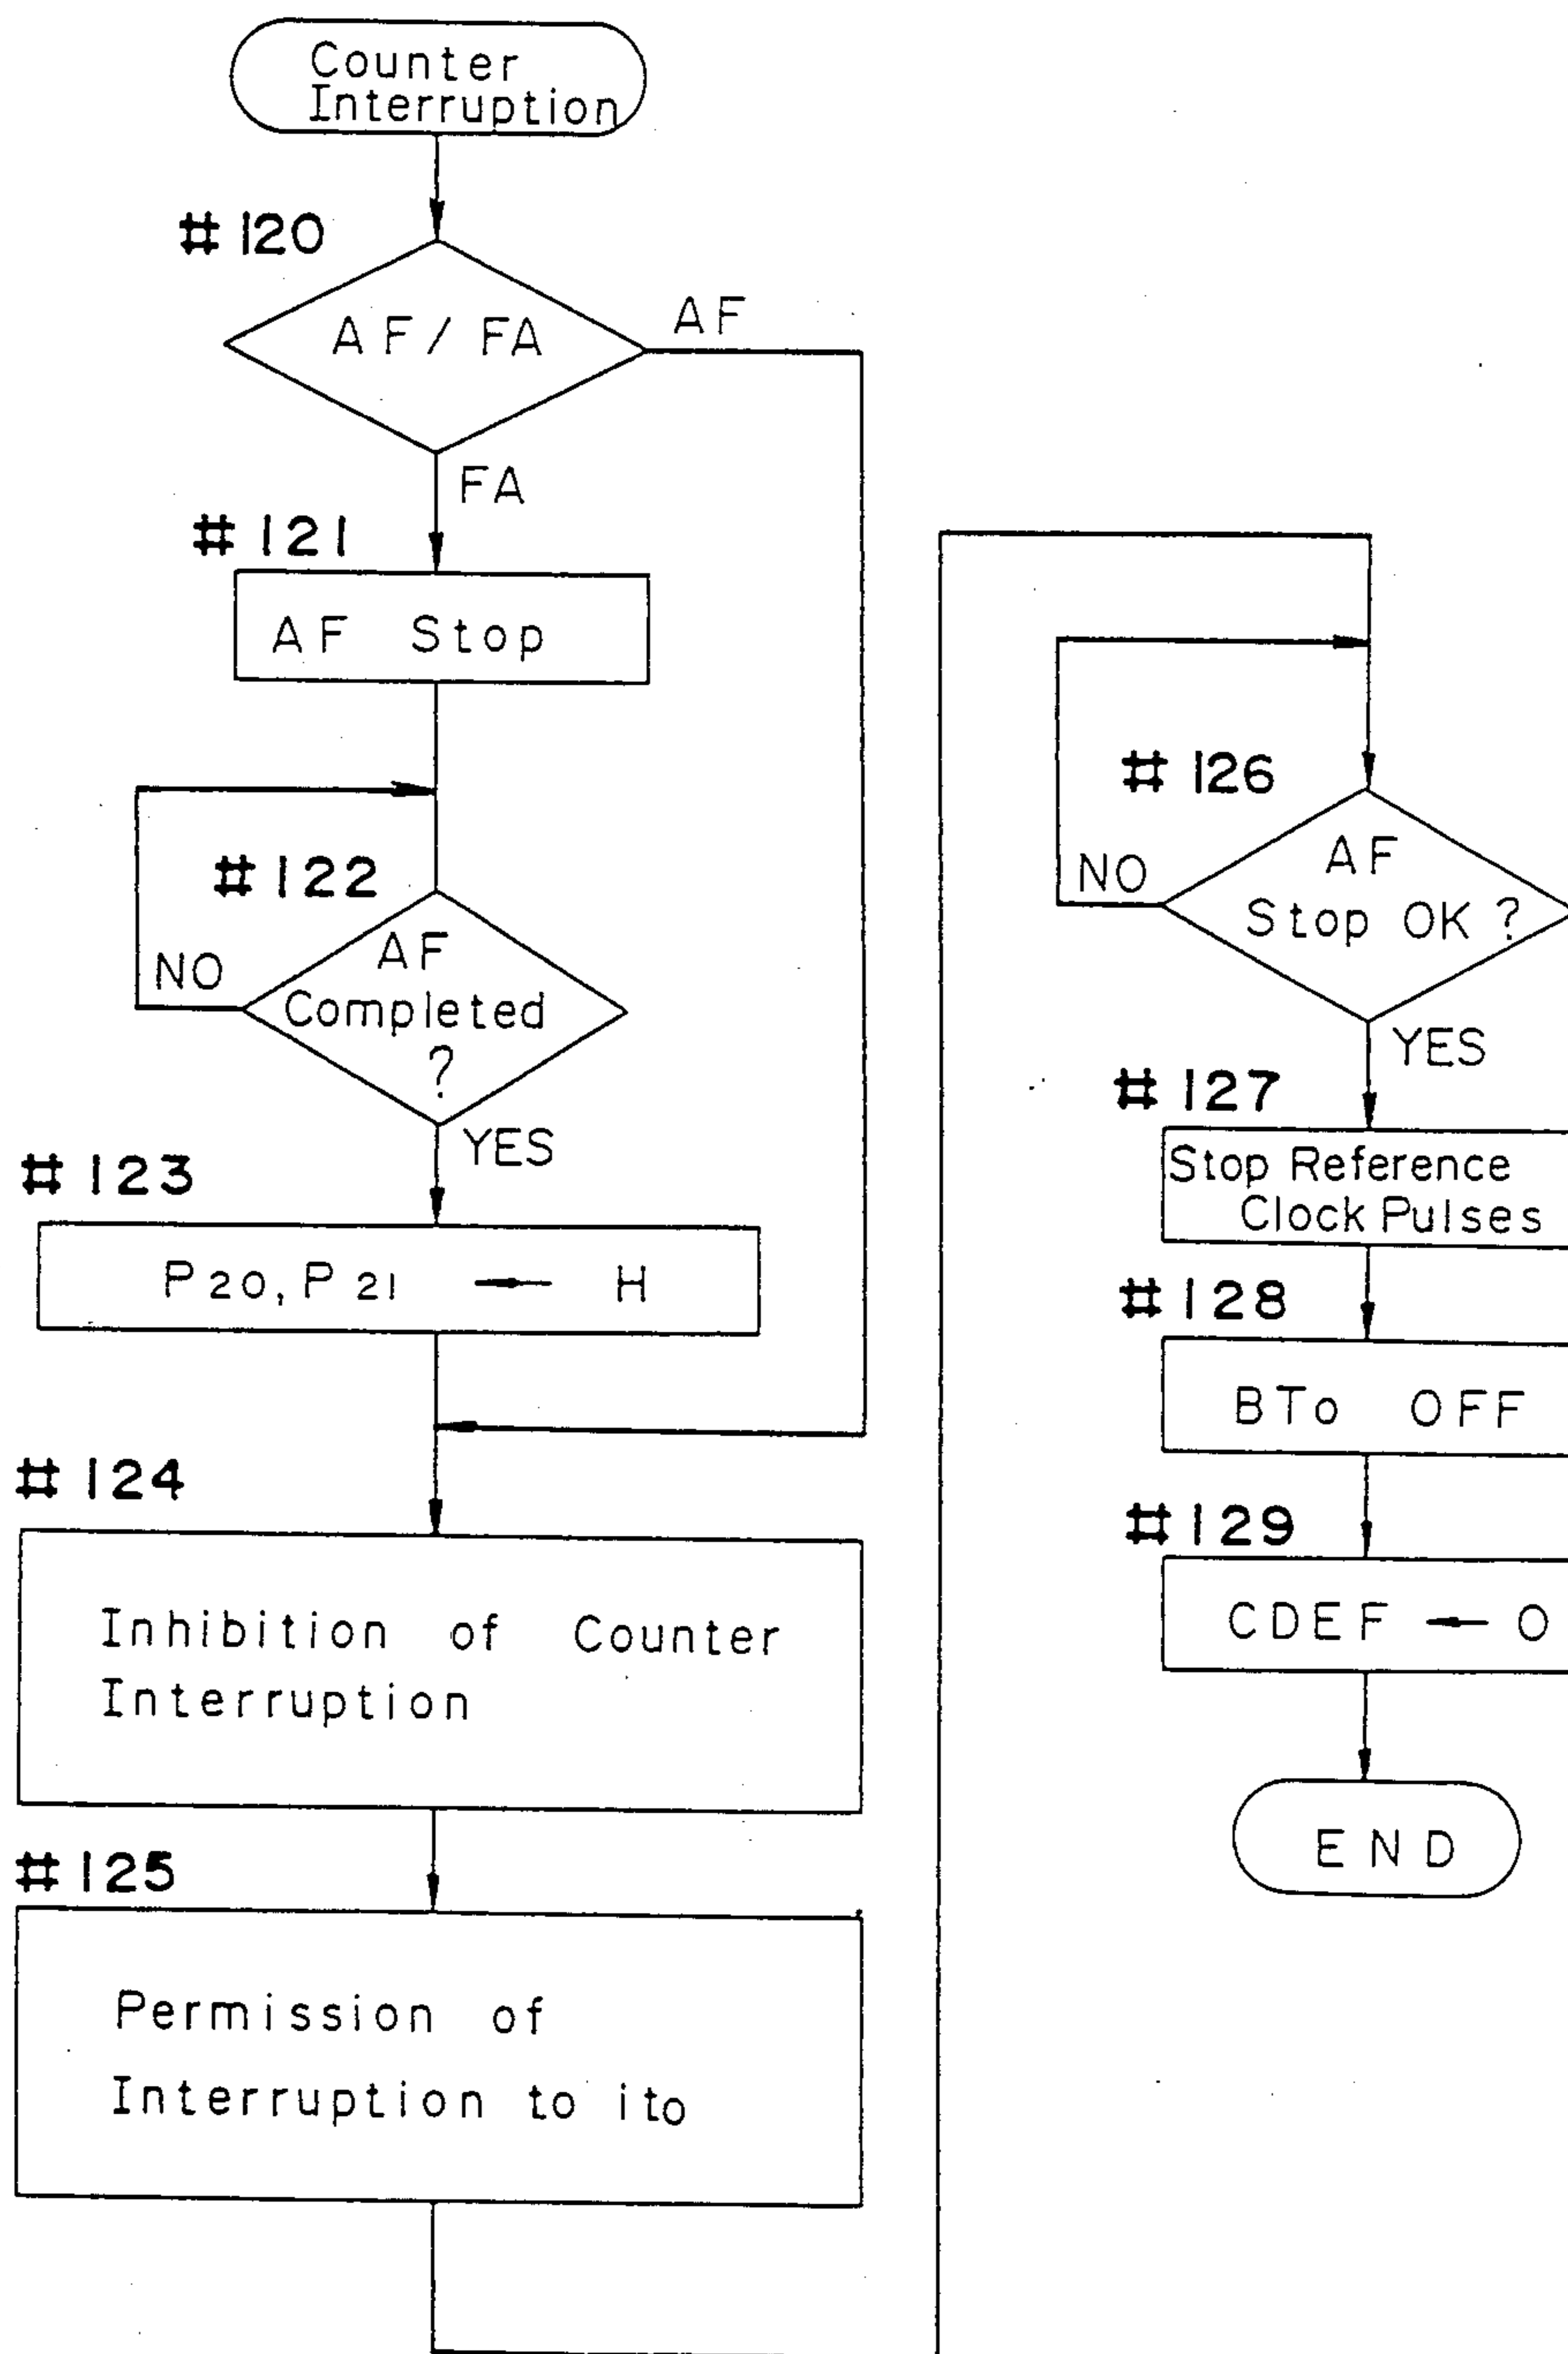 Counter
Interruption
#120
AF/FA
AF
FA
#121
AF Stop
#122
AF
Completed
?
NO
YES
#123
P20, P21 ← H
#124
Inhibition of Counter
Interruption
#125
Permission of
Interruption to ito
#126
AF
Stop OK ?
NO
YES
#127
Stop Reference
Clock Pulses
#128
BTo OFF
#129
CDEF ← O
END